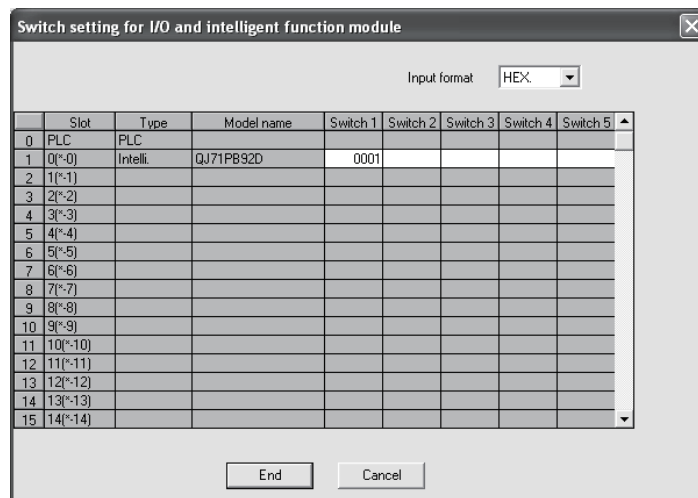 Switch setting for I/O and intelligent function module
Input format HEX.
Slot Type Model name Switch 1 Switch 2 Switch 3 Switch 4 Switch 5
0 PLC PLC
1 0(*-0) Intelli. QJ71PB92D 0001
2 1(*-1)
3 2(*-2)
4 3(*-3)
5 4(*-4)
6 5(*-5)
7 6(*-6)
8 7(*-7)
9 8(*-8)
10 9(*-9)
11 10(*-10)
12 11(*-11)
13 12(*-12)
14 13(*-13)
15 14(*-14)
End Cancel